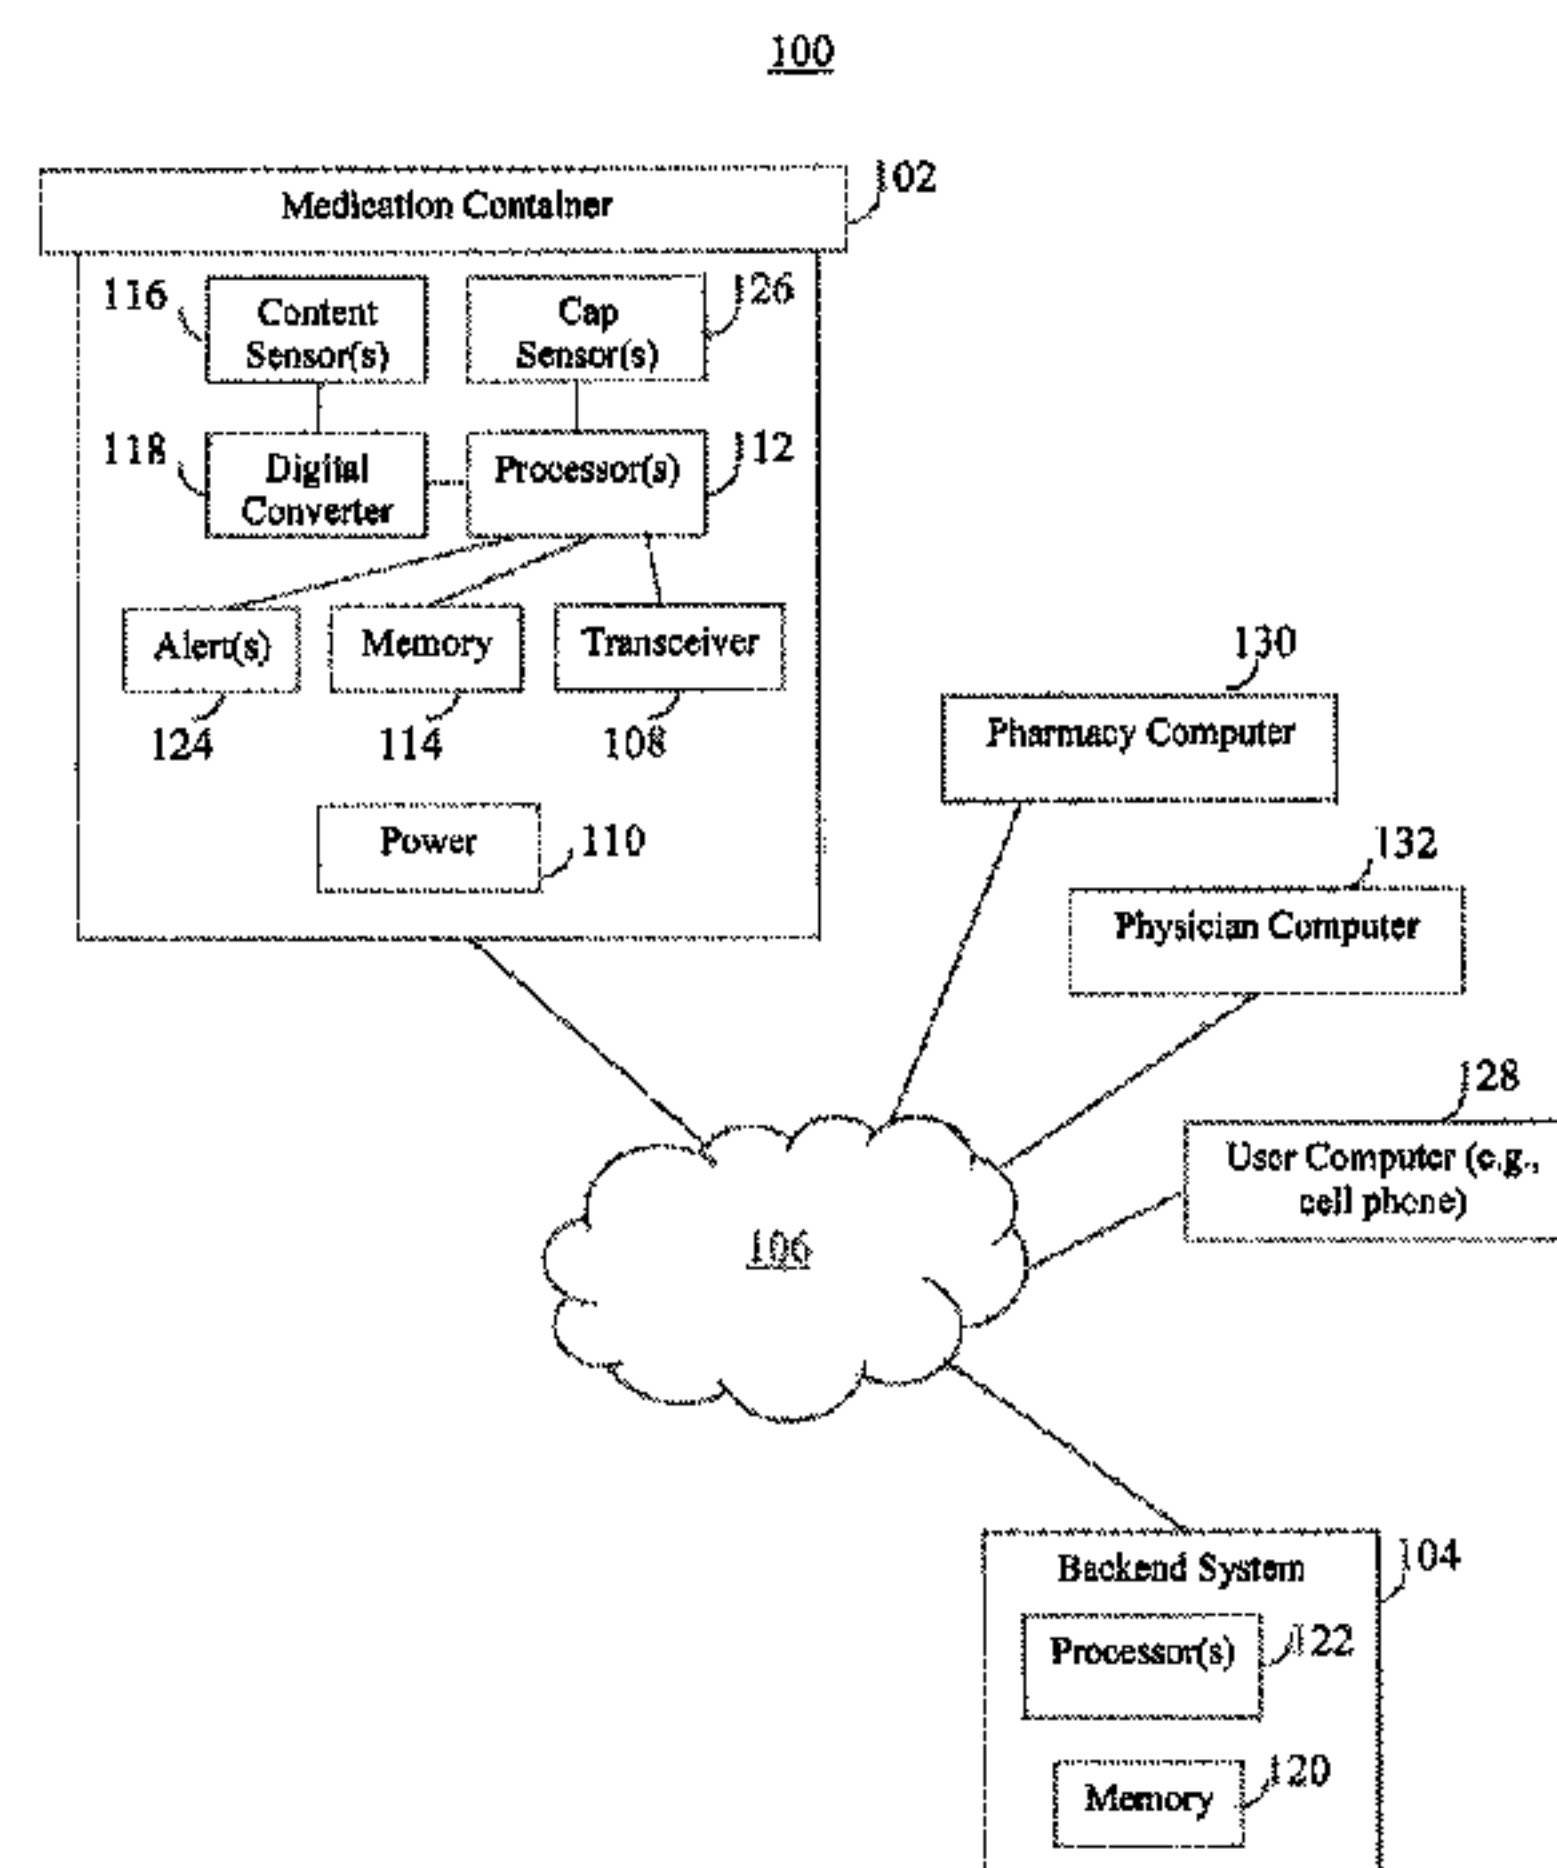 100
Medication Container
102
116
Content
Sensor(s)
Cap
Sensor(s)
126
118
Digital
Converter
Processor(s)
112
Alert(s)
Memory
Transceiver
124
114
108
Power
110
130
Pharmacy Computer
132
Physician Computer
128
User Computer (e.g.,
cell phone)
106
Backend System
104
Processor(s)
122
Memory
120